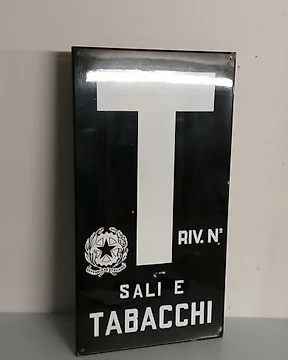 T
RIV. N°
SALI E
TABACCHI